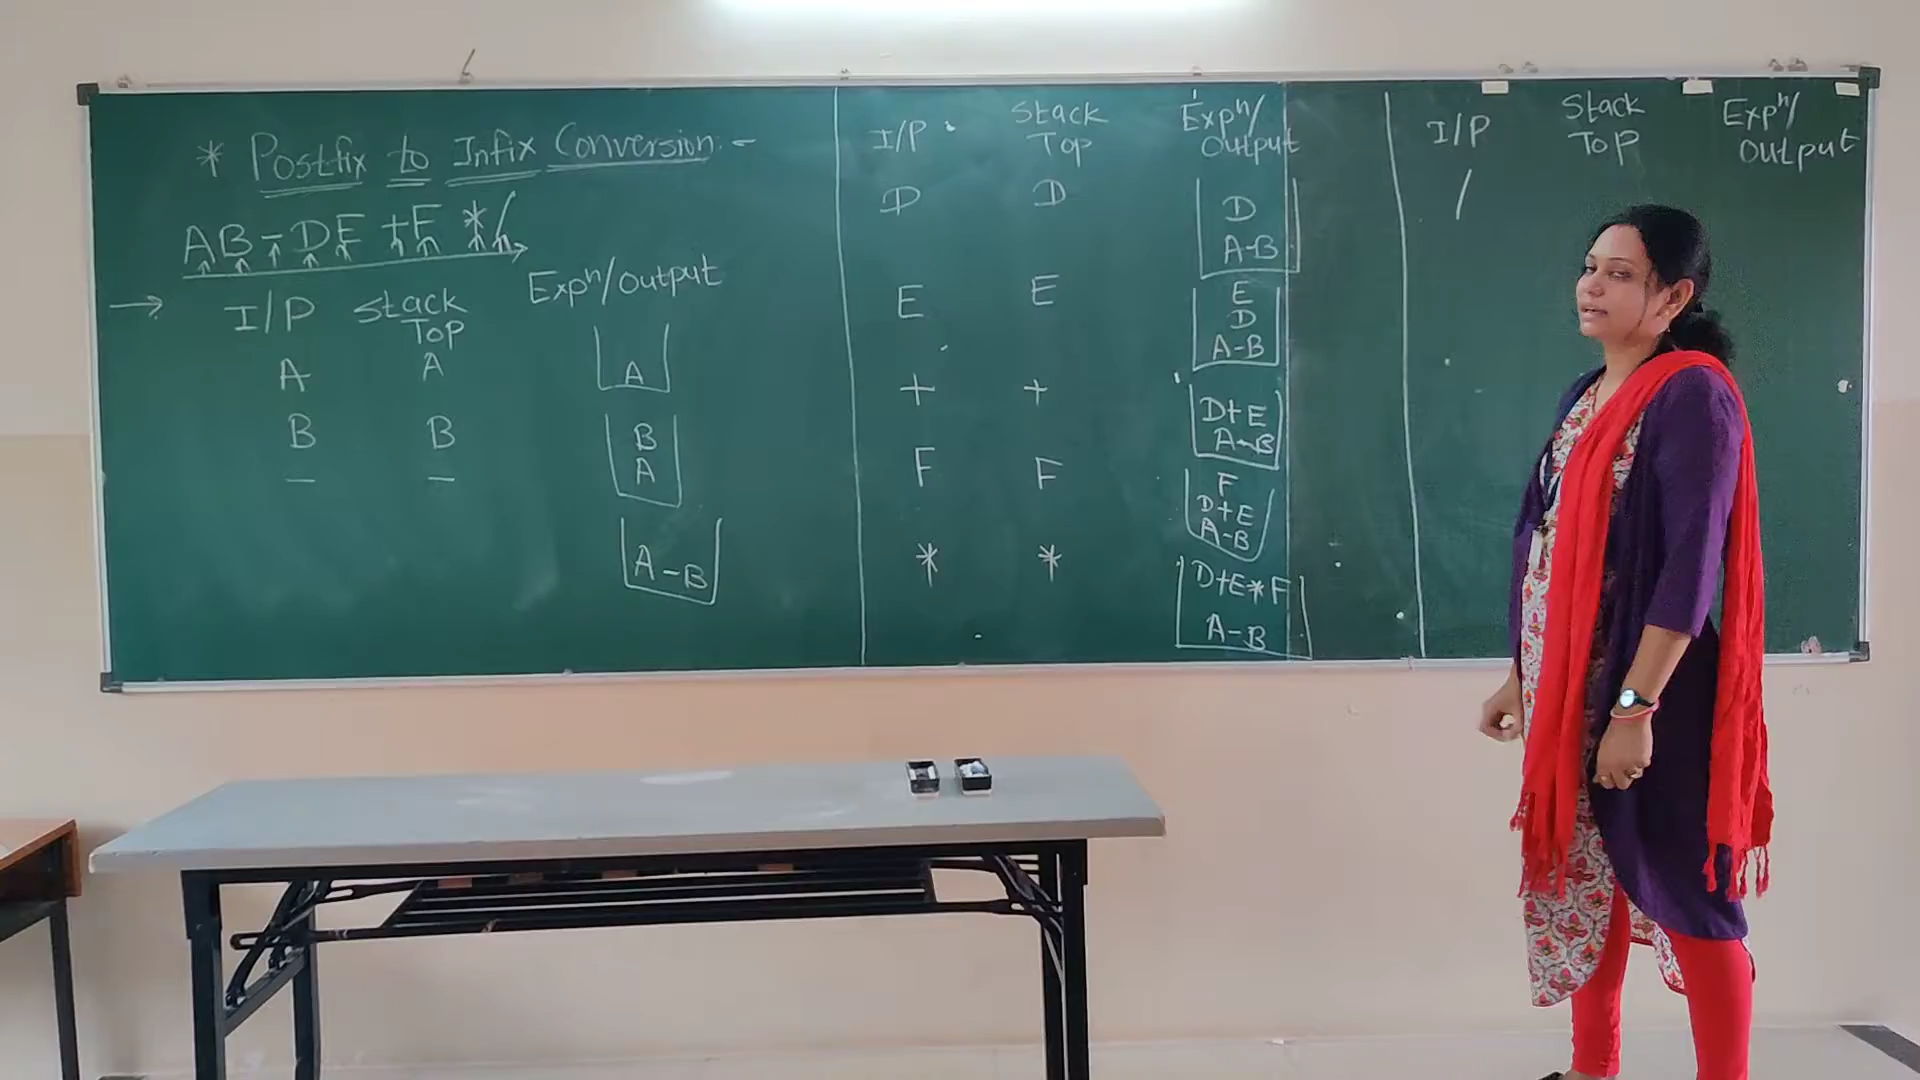 * Postfix to Infix Conversion :-
AB-DE+F*/
→ I/P Stack Top Expⁿ/Output
A A A
B B B
A
- - A-B
I/P Stack Top Expⁿ/Output
D D D
A-B
E E E
D
A-B
+ + D+E
A-B
F F F
D+E
A-B
* * D+E*F
A-B
I/P Stack Top Expⁿ/Output
/